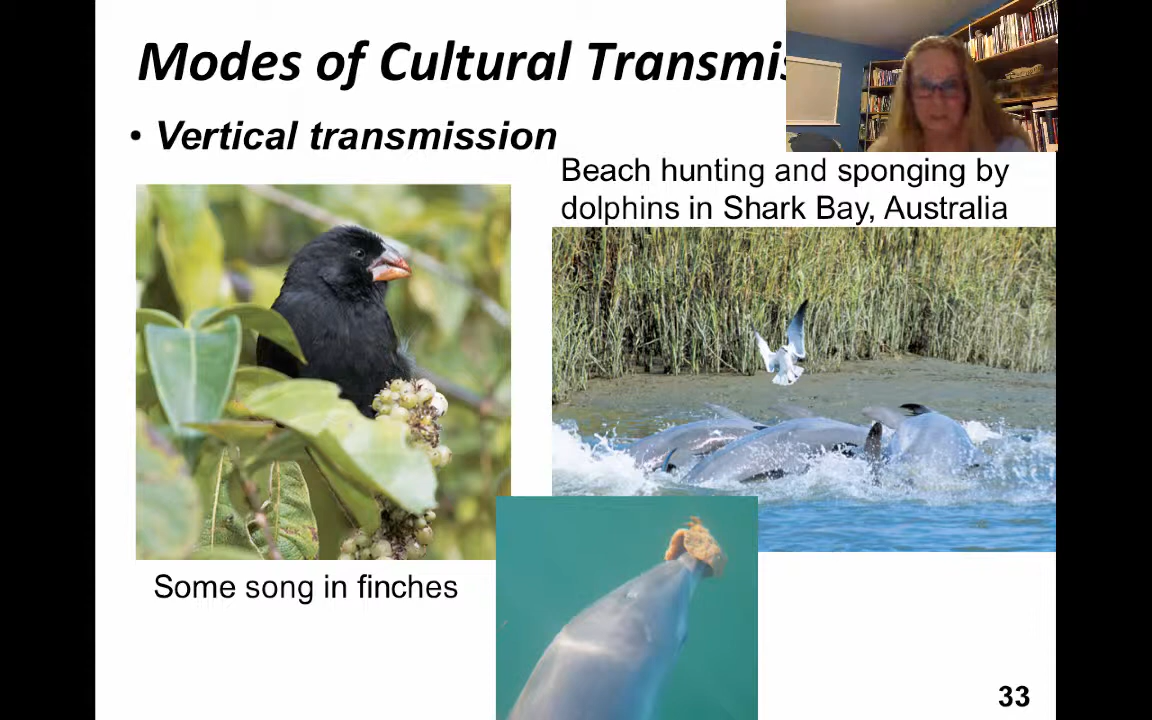 Modes of Cultural Transmis
• Vertical transmission
Beach hunting and sponging by
dolphins in Shark Bay, Australia
Some song in finches
33